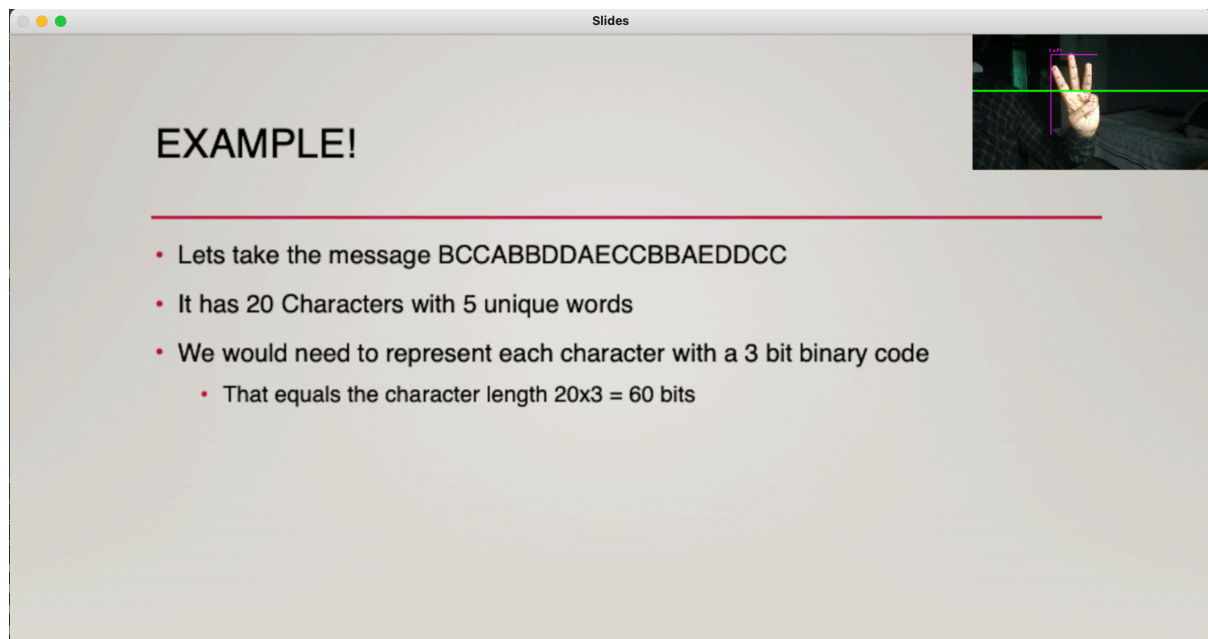 Slides
EXAMPLE!
• Lets take the message BCCABBDDAECCBBAEDDCC
• It has 20 Characters with 5 unique words
• We would need to represent each character with a 3 bit binary code
• That equals the character length 20x3 = 60 bits